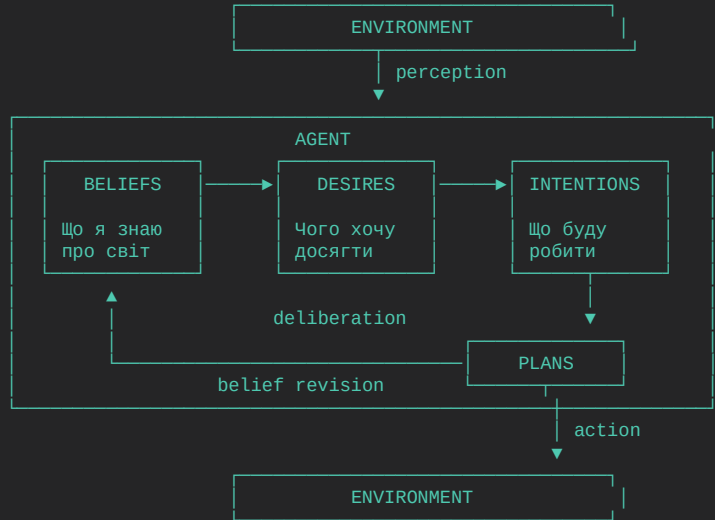 ENVIRONMENT
perception
AGENT
BELIEFS
Що я знаю
про світ
DESIRES
Чого хочу
досягти
INTENTIONS
Що буду
робити
deliberation
PLANS
belief revision
action
ENVIRONMENT